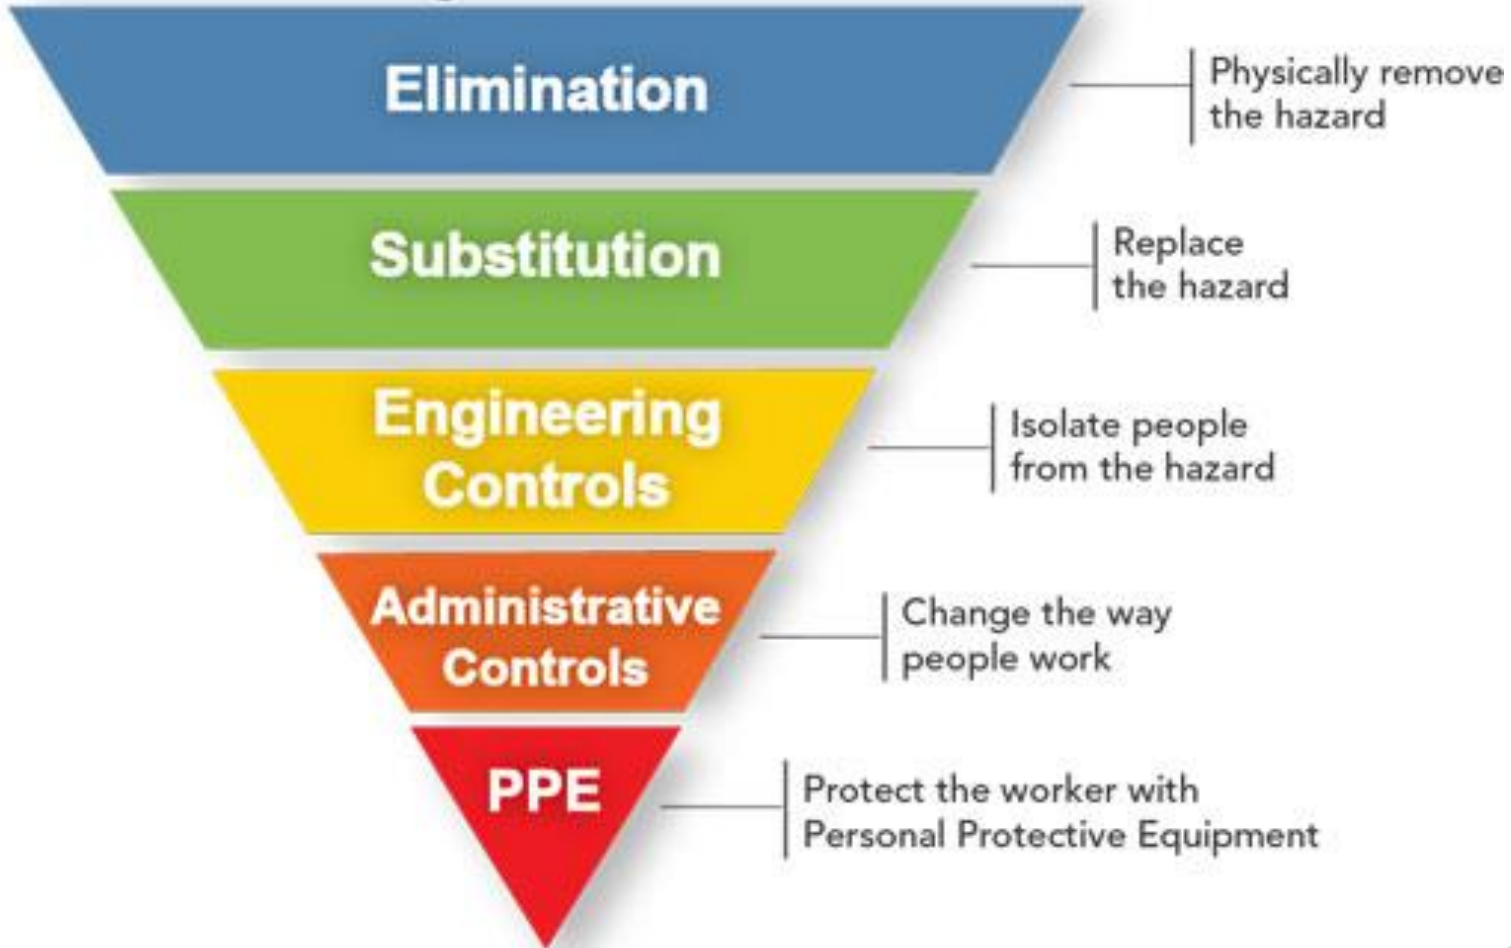 Elimination
Physically remove
the hazard
Substitution
Replace
the hazard
Engineering
Controls
Isolate people
from the hazard
Administrative
Controls
Change the way
people work
PPE
Protect the worker with
Personal Protective Equipment